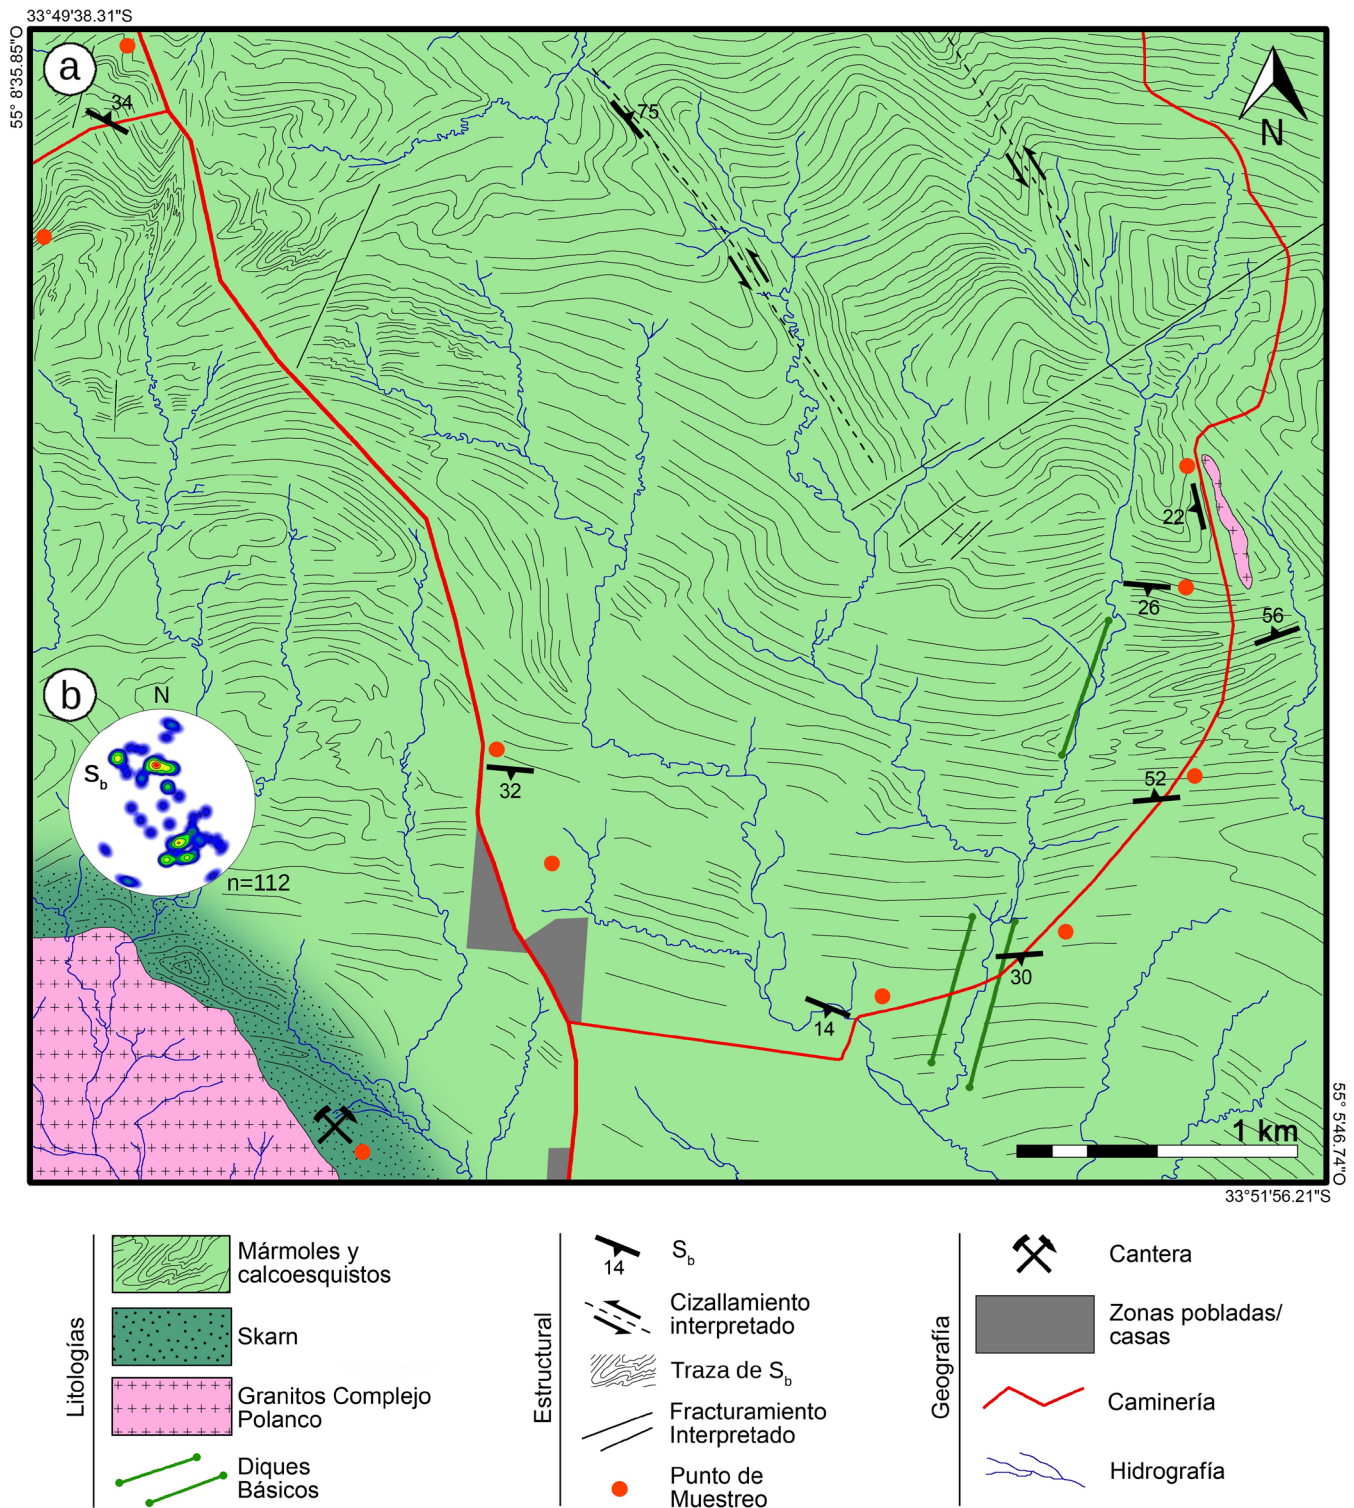 33°49'38.31"S
55° 8'35.85"O
a
34
75
N
22
26
56
b
N
Sb
n=112
32
52
30
14
1 km
55° 5'46.74"O
33°51'56.21"S
Litologías
Mármoles y
calcoesquistos
Skarn
Granitos Complejo
Polanco
Diques
Básicos
Estructural
14
Sb
Cizallamiento
interpretado
Traza de Sb
Fracturamiento
Interpretado
Punto de
Muestreo
Geografía
Cantera
Zonas pobladas/
casas
Caminería
Hidrografía